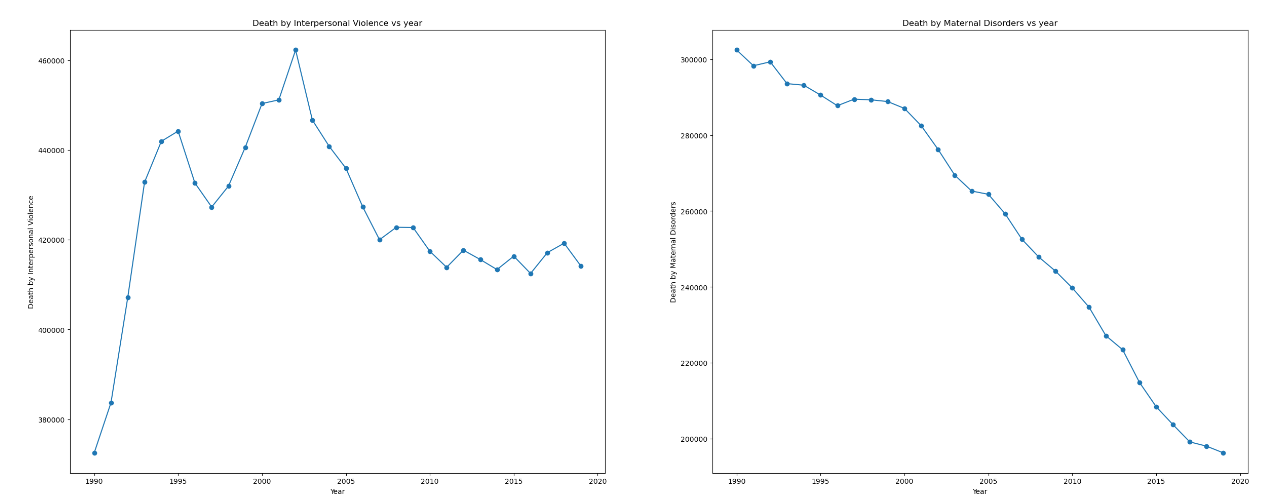 Death by Interpersonal Violence vs year
460000
440000
420000
400000
380000
Death by Interpersonal Violence
1990 1995 2000 2005 2010 2015 2020
Year
Death by Maternal Disorders vs year
300000
280000
260000
240000
220000
200000
Death by Maternal Disorders
1990 1995 2000 2005 2010 2015 2020
Year